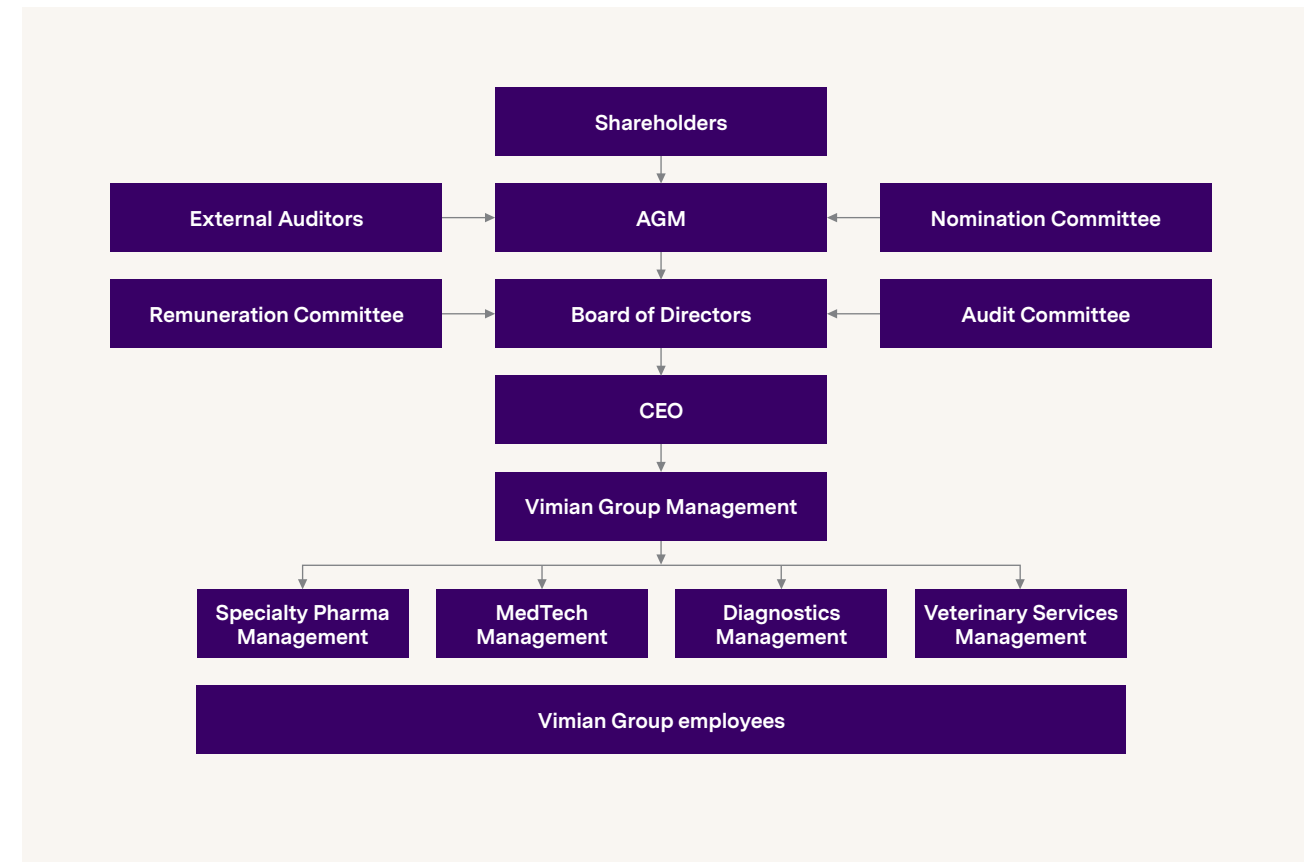 Shareholders
External Auditors
AGM
Nomination Committee
Remuneration Committee
Board of Directors
Audit Committee
CEO
Vimian Group Management
Specialty Pharma
Management
MedTech
Management
Diagnostics
Management
Veterinary Services
Management
Vimian Group employees